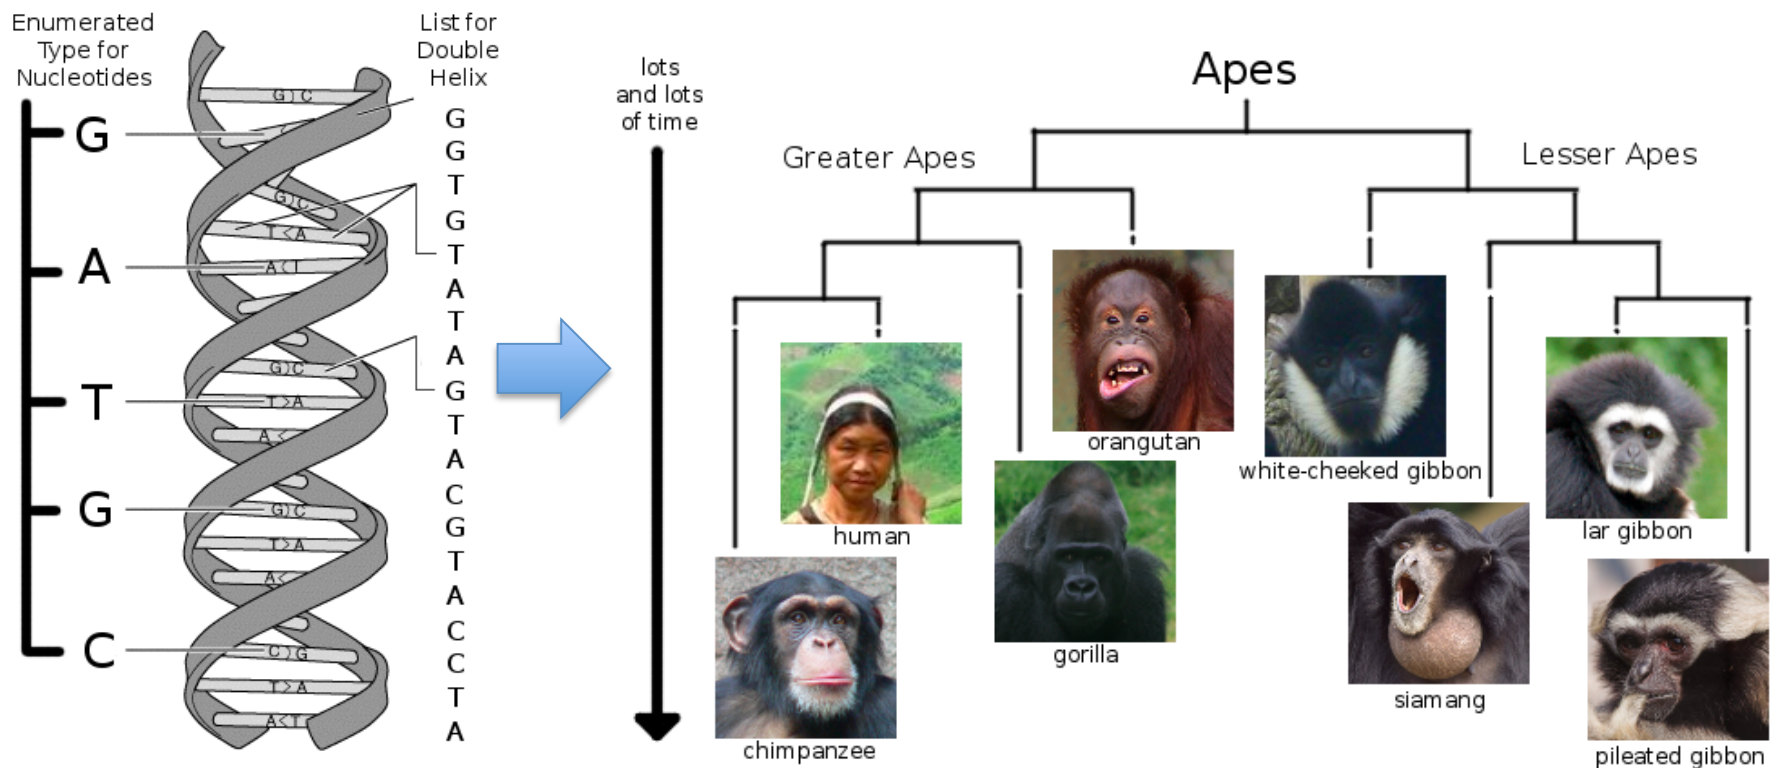 Enumerated
Type for
Nucleotides
G
A
T
G
C
G C
G C
T A
A T
G C
T A
A
G C
T A
A
C G
T A
A T
List for
Double
Helix
G
G
T
G
T
A
T
A
G
T
A
C
G
T
A
C
C
T
A
lots
and lots
of time
Apes
Greater Apes
Lesser Apes
orangutan
white-cheeked gibbon
human
lar gibbon
gorilla
siamang
chimpanzee
pileated gibbon